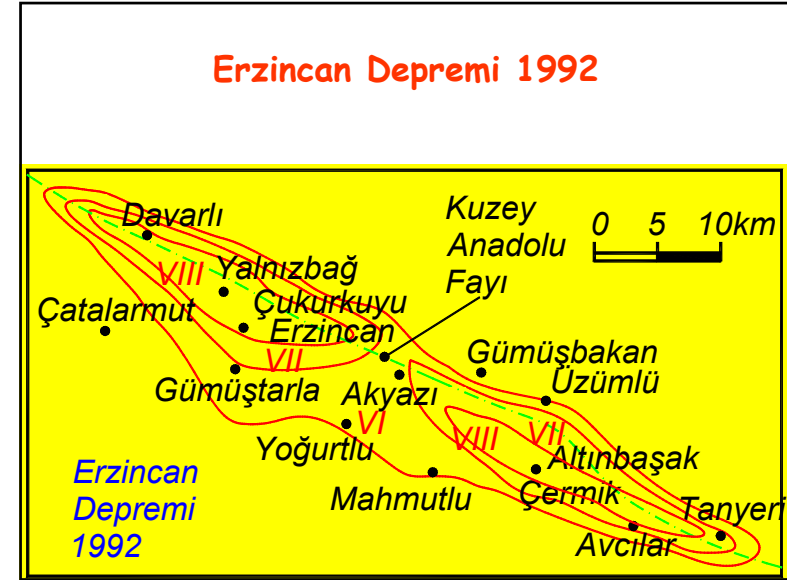 Erzincan Depremi 1992
Kuzey
Anadolu
Fayı
0 5 10km
Davarlı
VIII
Yalnızbağ
Çukurkuyu
Çatalarmut
Erzincan
VII
Gümüşbakan
Gümüştarla
Akyazı
Üzümlü
VI
VIII
VII
Yoğurtlu
Altınbaşak
Mahmutlu
Çermik
Tanyeri
Avcılar
Erzincan
Depremi
1992